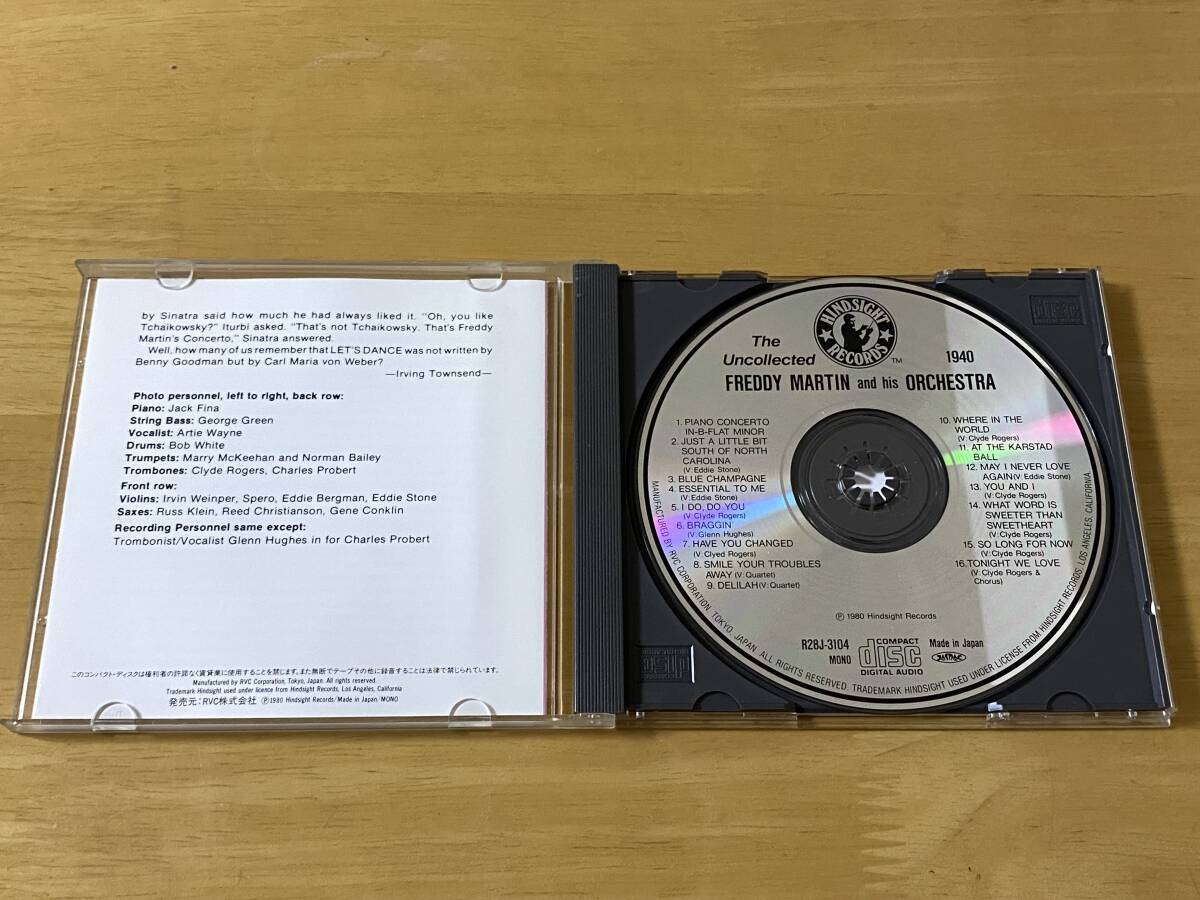 by Sinatra said how much he had always liked it. "Oh, you like
Tchaikowsky?" Iturbi asked. "That's not Tchaikowsky. That's Freddy
Martin's Concerto," Sinatra answered.
Well, how many of us remember that LET'S DANCE was not written by
Benny Goodman but by Carl Maria von Weber?
—Irving Townsend—
Photo personnel, left to right, back row:
Piano: Jack Fina
String Bass: George Green
Vocalist: Artie Wayne
Drums: Bob White
Trumpets: Marry McKeehan and Norman Bailey
Trombones: Clyde Rogers, Charles Probert
Front row:
Violins: Irvin Weinper, Spero, Eddie Bergman, Eddie Stone
Saxes: Russ Klein, Reed Christianson, Gene Conklin
Recording Personnel same except:
Trombonist/Vocalist Glenn Hughes in for Charles Probert
このコンパクト・ディスクは権利者の許諾なく賃貸業に使用することを禁じます。また無断でテープその他に録音することは法律で禁じられています。
Manufactured by RVC Corporation, Tokyo, Japan. All rights reserved.
Trademark Hindsight used under licence from Hindsight Records, Los Angeles, California
発売元:RVC株式会社 Ⓟ1980 Hindsight Records/Made in Japan/MONO
HINDSIGHT
RECORDS
TM
The
Uncollected
1940
FREDDY MARTIN and his ORCHESTRA
1. PIANO CONCERTO
IN-B-FLAT MINOR
2. JUST A LITTLE BIT
SOUTH OF NORTH
CAROLINA
(V: Eddie Stone)
3. BLUE CHAMPAGNE
4. ESSENTIAL TO ME
(V: Eddie Stone)
5. I DO, DO YOU
(V: Clyde Rogers)
6. BRAGGIN'
(V: Glenn Hughes)
7. HAVE YOU CHANGED
(V: Clyed Rogers)
8. SMILE YOUR TROUBLES
AWAY (V: Quartet)
9. DELILAH (V: Quartet)
10. WHERE IN THE
WORLD
(V: Clyde Rogers)
11. AT THE KARSTAD
BALL
12. MAY I NEVER LOVE
AGAIN (V: Eddie Stone)
13. YOU AND I
(V: Clyde Rogers)
14. WHAT WORD IS
SWEETER THAN
SWEETHEART
(V: Clyde Rogers)
15. SO LONG FOR NOW
(V: Clyde Rogers)
16. TONIGHT WE LOVE
(V: Clyde Rogers &
Chorus)
Ⓟ 1980 Hindsight Records
R28J-3104
MONO
COMPACT
disc
DIGITAL AUDIO
Made in Japan
MANUFACTURED BY RVC CORPORATION, TOKYO, JAPAN. ALL RIGHTS RESERVED. TRADEMARK HINDSIGHT USED UNDER LICENSE FROM HINDSIGHT RECORDS, LOS ANGELES, CALIFORNIA.